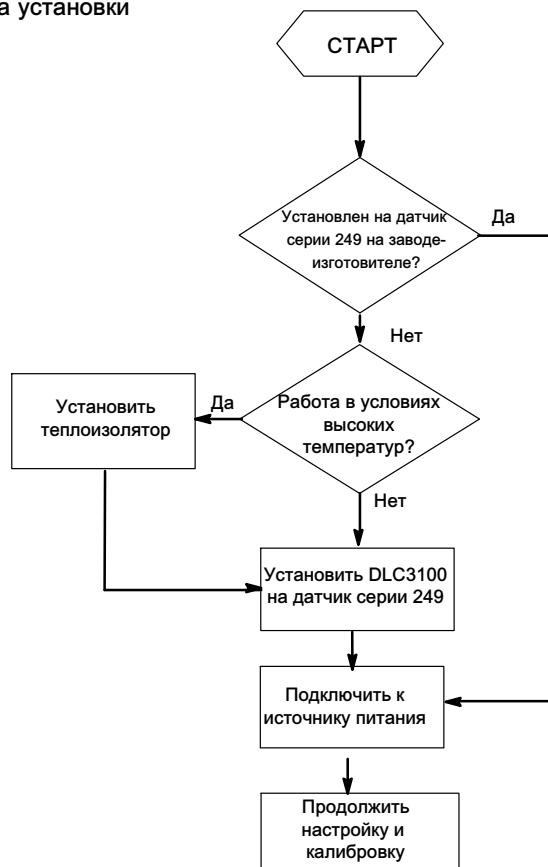 а установки
СТАРТ
Установлен на датчик
серии 249 на заводе-
изготовителе?
Да
Нет
Работа в условиях
высоких
температур?
Да
Установить
теплоизолятор
Нет
Установить DLC3100
на датчик серии 249
Подключить к
источнику питания
Продолжить
настройку и
калибровку